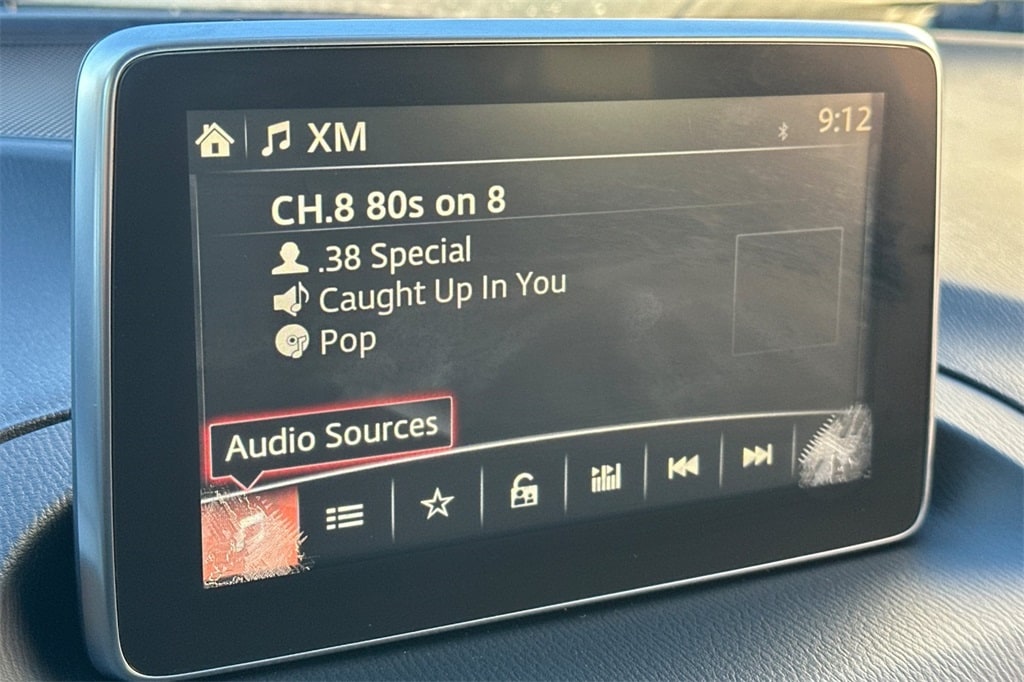 XM
9:12
CH.8 80s on 8
.38 Special
Caught Up In You
Pop
Audio Sources